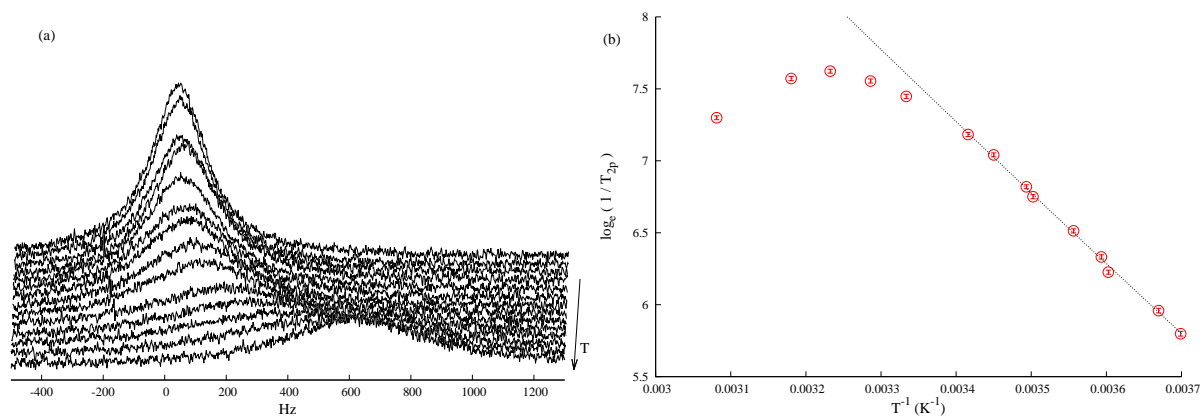 (a)
T
-400 -200 0 200 400 600 800 1000 1200
Hz
(b)
8
7.5
7
6.5
6
5.5
log_e ( 1 / T_{2p} )
0.003 0.0031 0.0032 0.0033 0.0034 0.0035 0.0036 0.0037
T^{-1} (K^{-1})